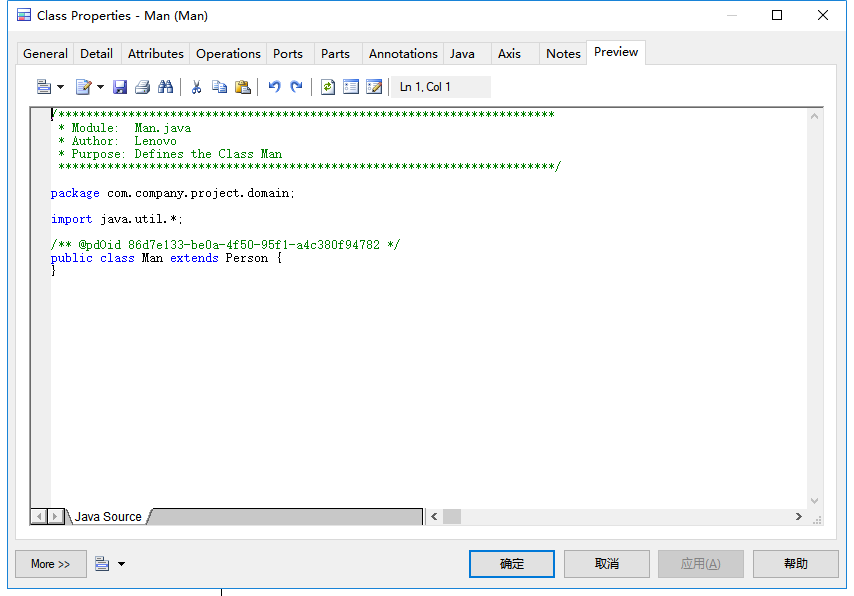 Class Properties - Man (Man)
General Detail Attributes Operations Ports Parts Annotations Java Axis Notes Preview
Ln 1, Col 1
/***********************************************************************
 * Module:  Man.java
 * Author:  Lenovo
 * Purpose: Defines the Class Man
 ***********************************************************************/
package com.company.project.domain;
import java.util.*;
/** @pdOid 86d7e133-be0a-4f50-95f1-a4c380f94782 */
public class Man extends Person {
}
Java Source
More >> 确定 取消 应用(A) 帮助